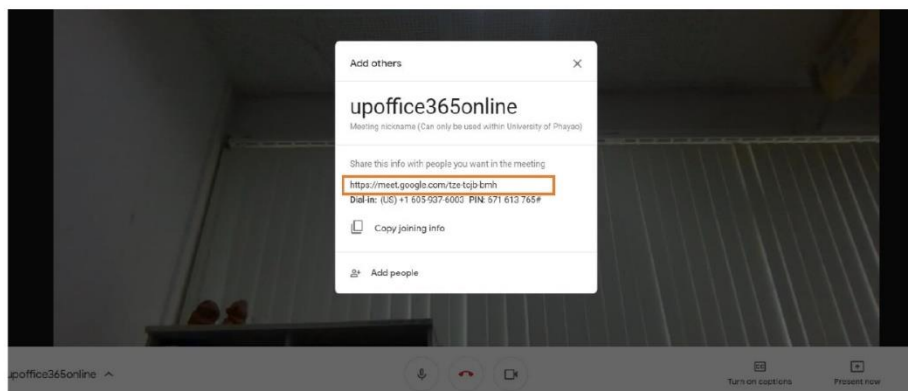 Add others
upoffice365online
Meeting nickname (Can only be used within University of Phayao)
Share this info with people you want in the meeting
https://meet.google.com/tze-tcjb-bmh
Dial-in: (US) +1 605-937-6003 PIN: 671 613 765#
Copy joining info
Add people
upoffice365online
Turn on captions
Present now